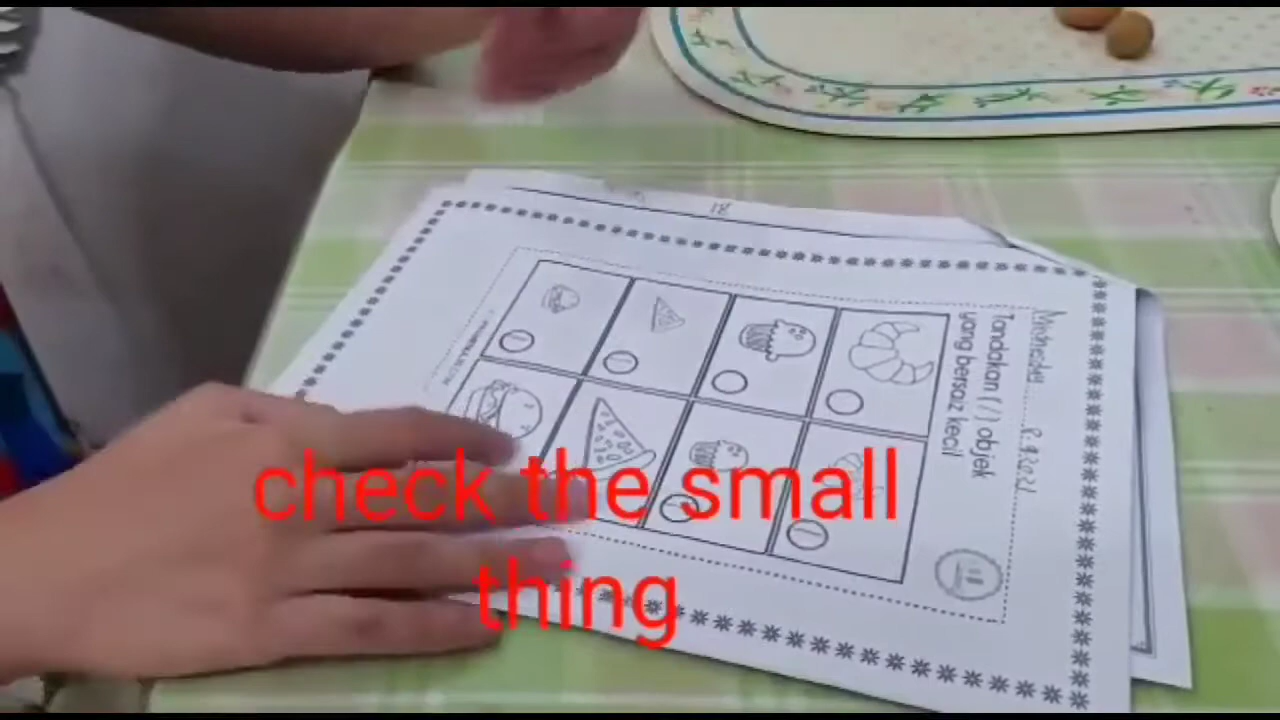 Tandakan (/) objek
yang bersaiz kecil
check the small
thing